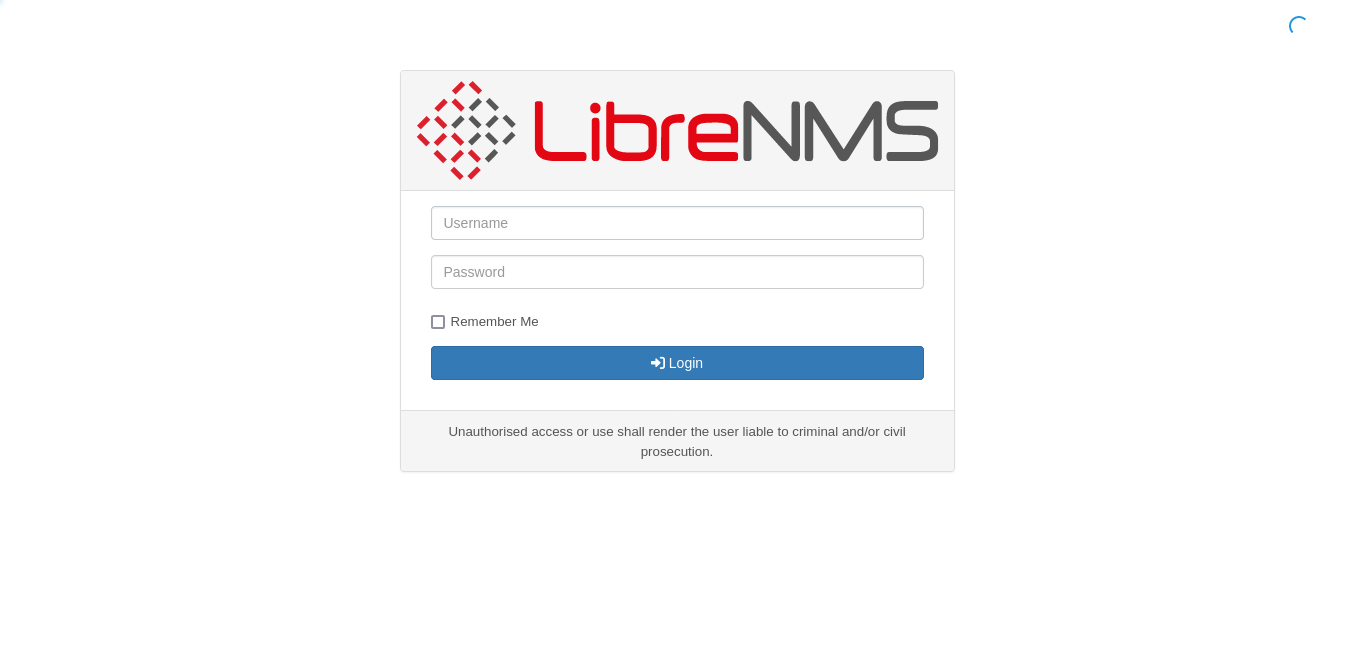 LibreNMS
Username
Password
Remember Me
Login
Unauthorised access or use shall render the user liable to criminal and/or civil
prosecution.